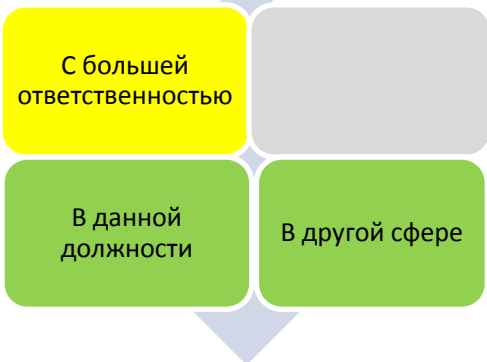 С большей
ответственностью
В данной
должности
В другой сфере